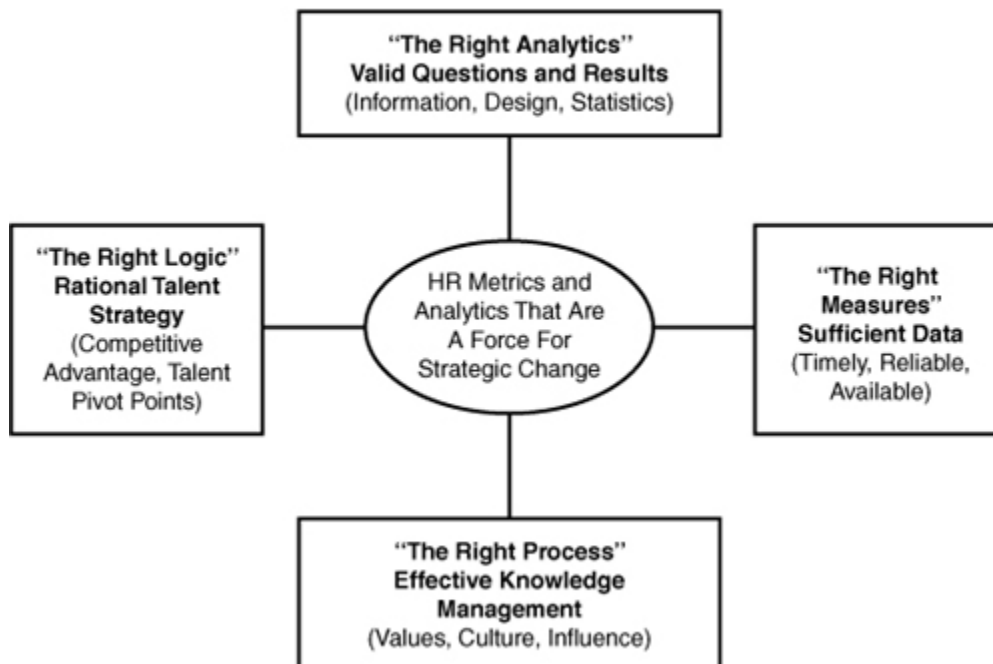 “The Right Analytics”
Valid Questions and Results
(Information, Design, Statistics)
“The Right Logic”
Rational Talent
Strategy
(Competitive
Advantage, Talent
Pivot Points)
HR Metrics and
Analytics That Are
A Force For
Strategic Change
“The Right
Measures”
Sufficient Data
(Timely, Reliable,
Available)
“The Right Process”
Effective Knowledge
Management
(Values, Culture, Influence)